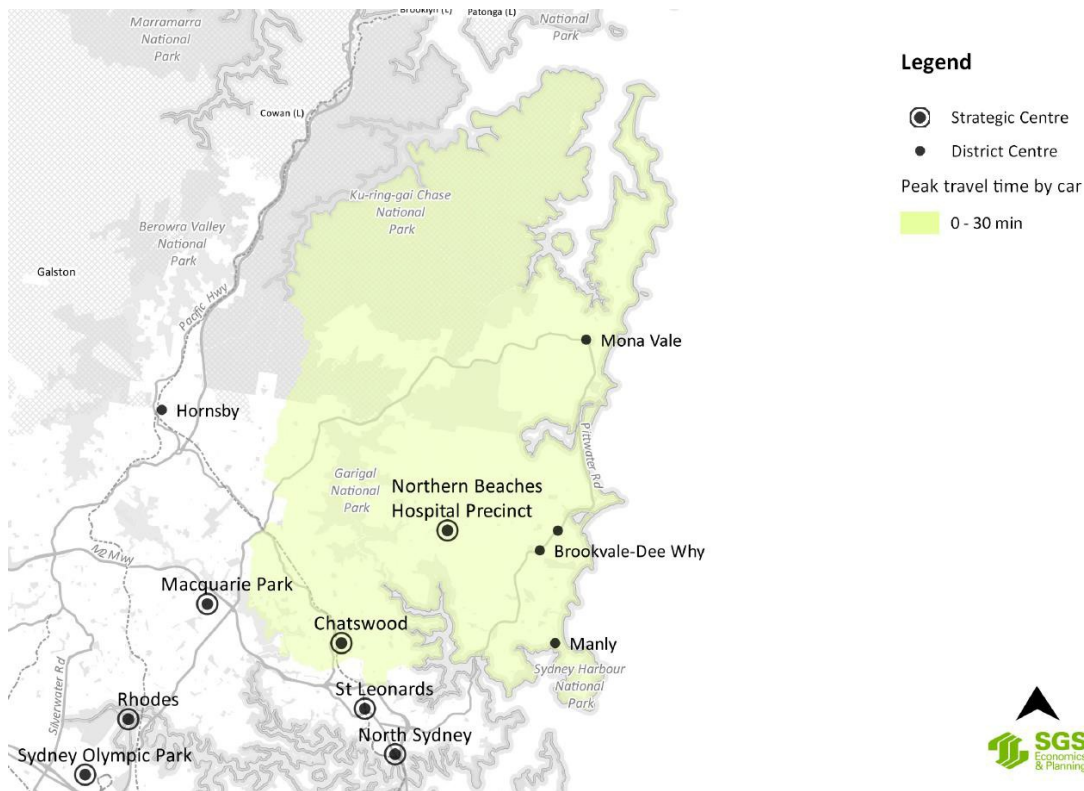 Brooklyn (L)
Patonga (L)
Marramarra
National
Park
National
Park
Cowan (L)
Ku-ring-gai Chase
National
Park
Berowra Valley
National
Park
Galston
Pacific Hwy
Mona Vale
Hornsby
Pittwater Rd
Garigal
National
Park
Northern Beaches
Hospital Precinct
Brookvale-Dee Why
M2 Mwy
Macquarie Park
Chatswood
Manly
Sydney Harbour
National
Park
St Leonards
Silverwater Rd
Rhodes
North Sydney
Sydney Olympic Park
Legend
Strategic Centre
District Centre
Peak travel time by car
0 - 30 min
SGS
Economics
& Planning